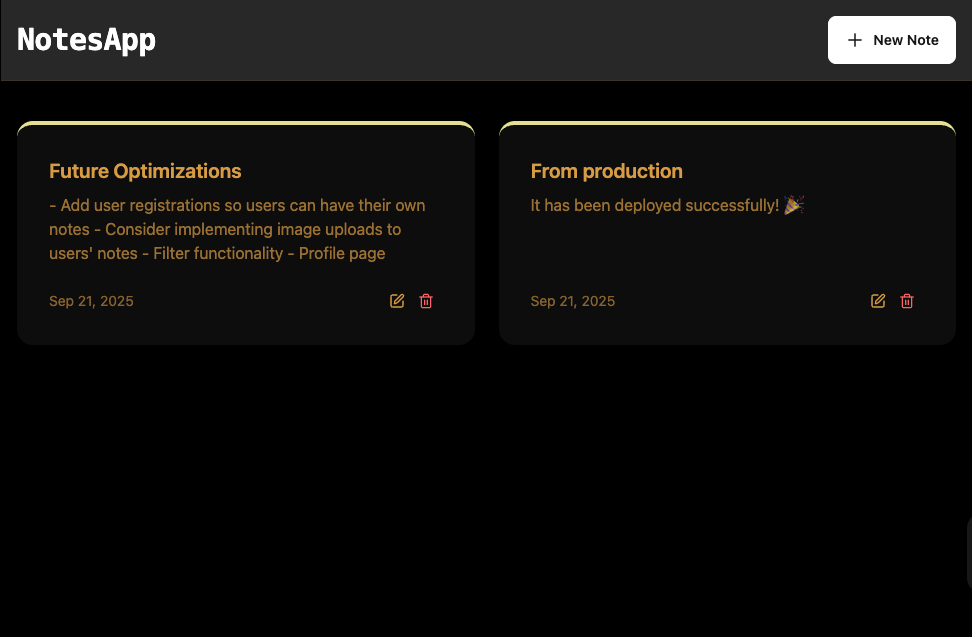 NotesApp
New Note
Future Optimizations
- Add user registrations so users can have their own
notes - Consider implementing image uploads to
users' notes - Filter functionality - Profile page
Sep 21, 2025
From production
It has been deployed successfully! 🎉
Sep 21, 2025